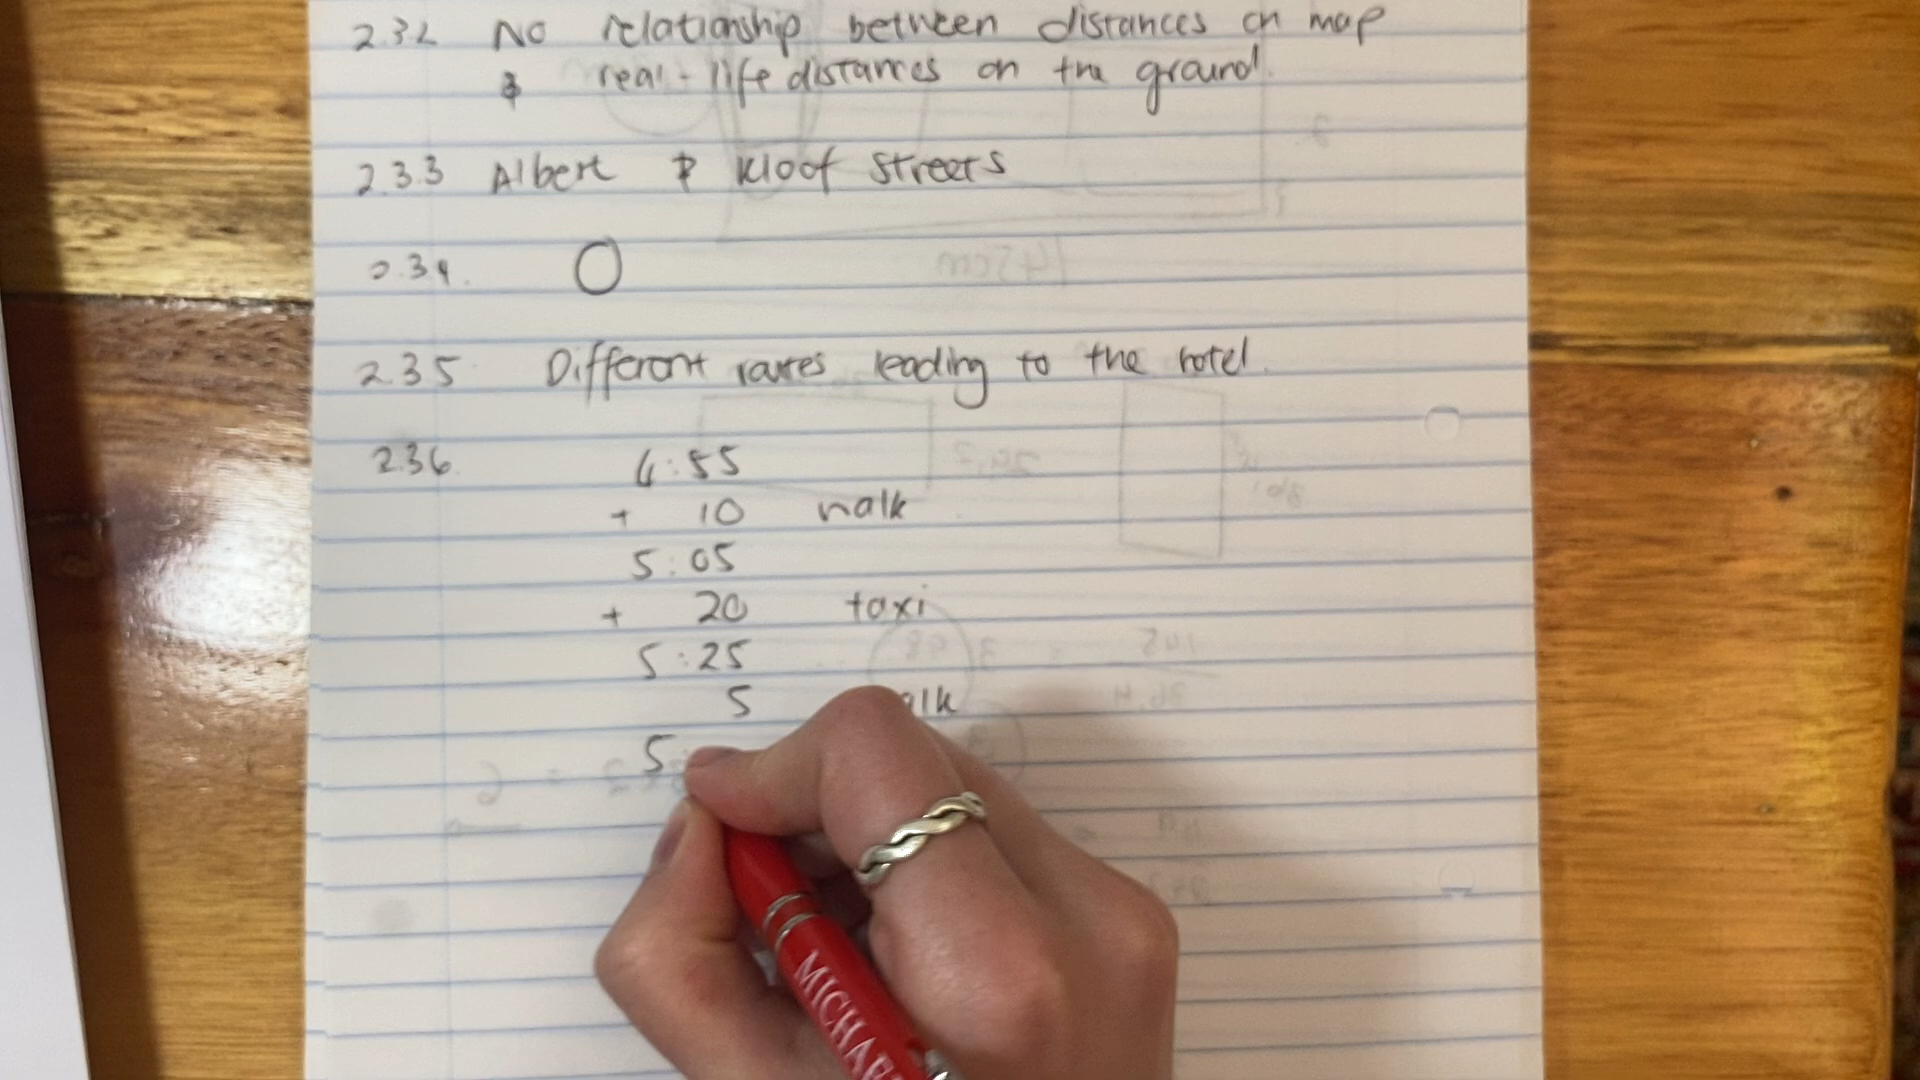 2.3.2 No relationship between distances on map
& real-life distances on the ground.
2.3.3 Albert & Kloof Streets
2.3.4. O
2.3.5 Different routes leading to the hotel.
2.3.6. 4:55
+ 10 walk
5:05
+ 20 taxi
5:25
5 walk
5
MICHAE